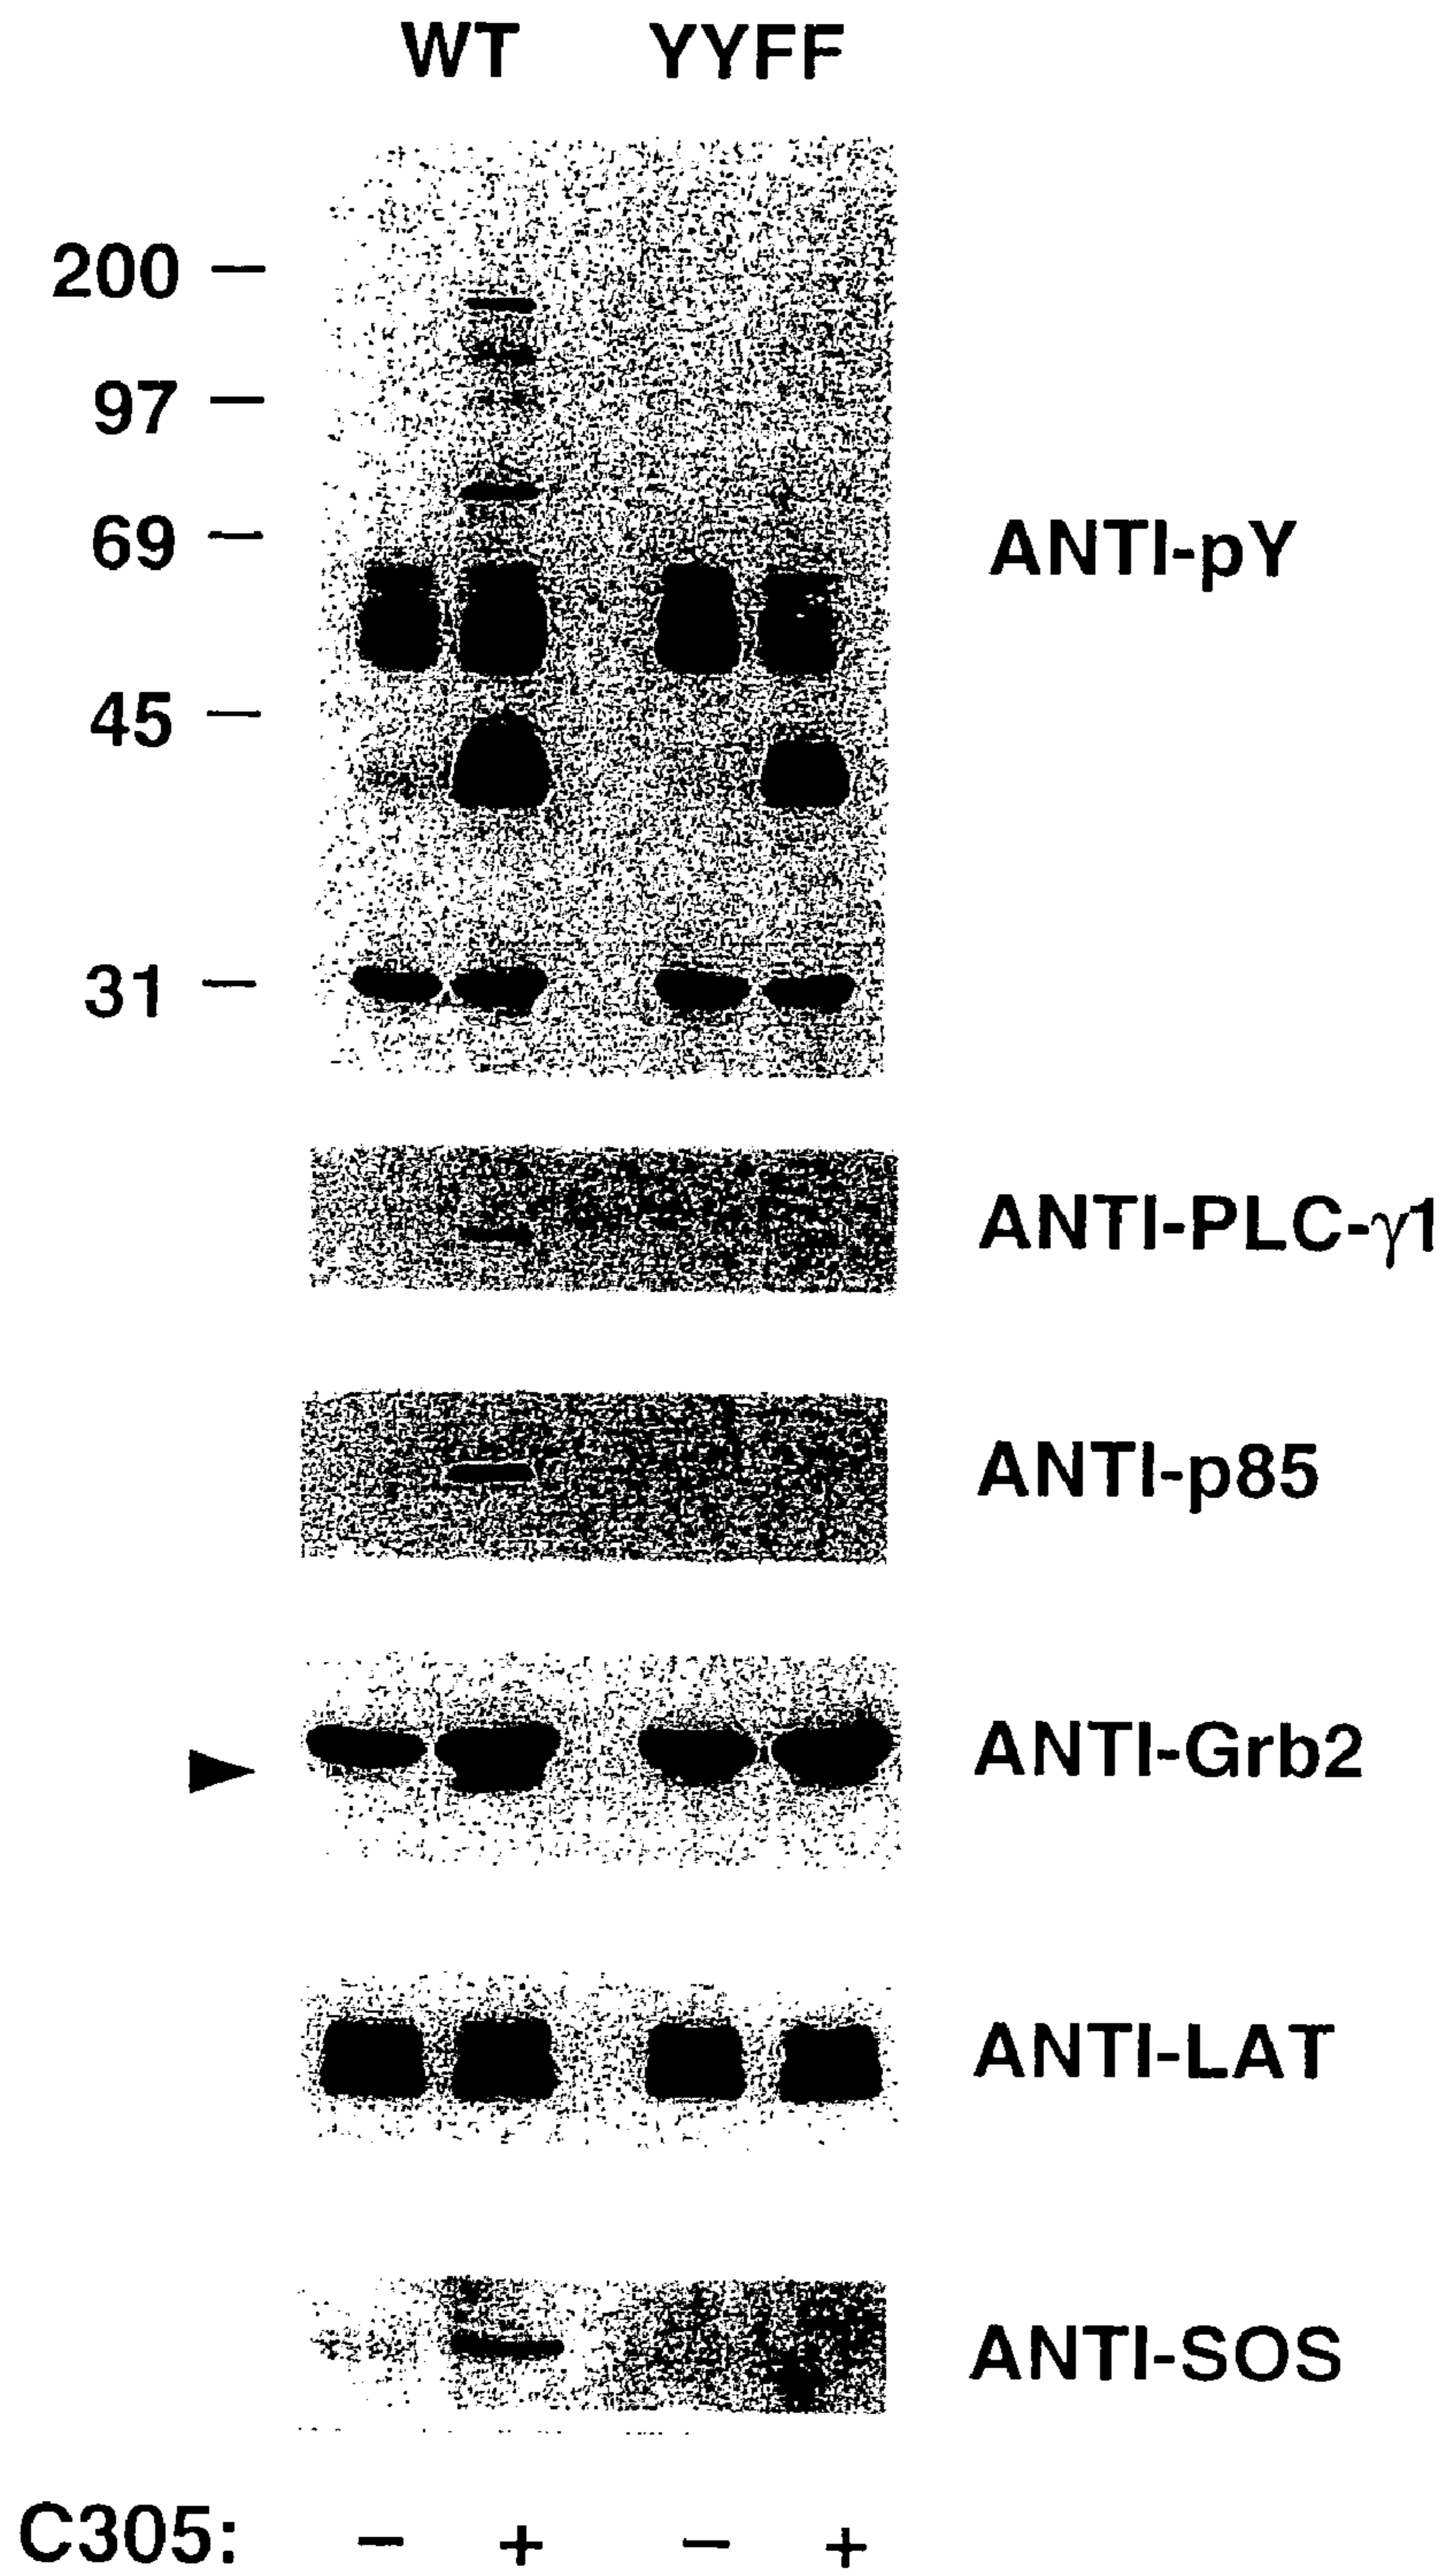 WT YYFF
200 —
97 —
69 —
ANTI-pY
45 —
31 —
ANTI-PLC-γ1
ANTI-p85
ANTI-Grb2
ANTI-LAT
ANTI-SOS
C305: − + − +